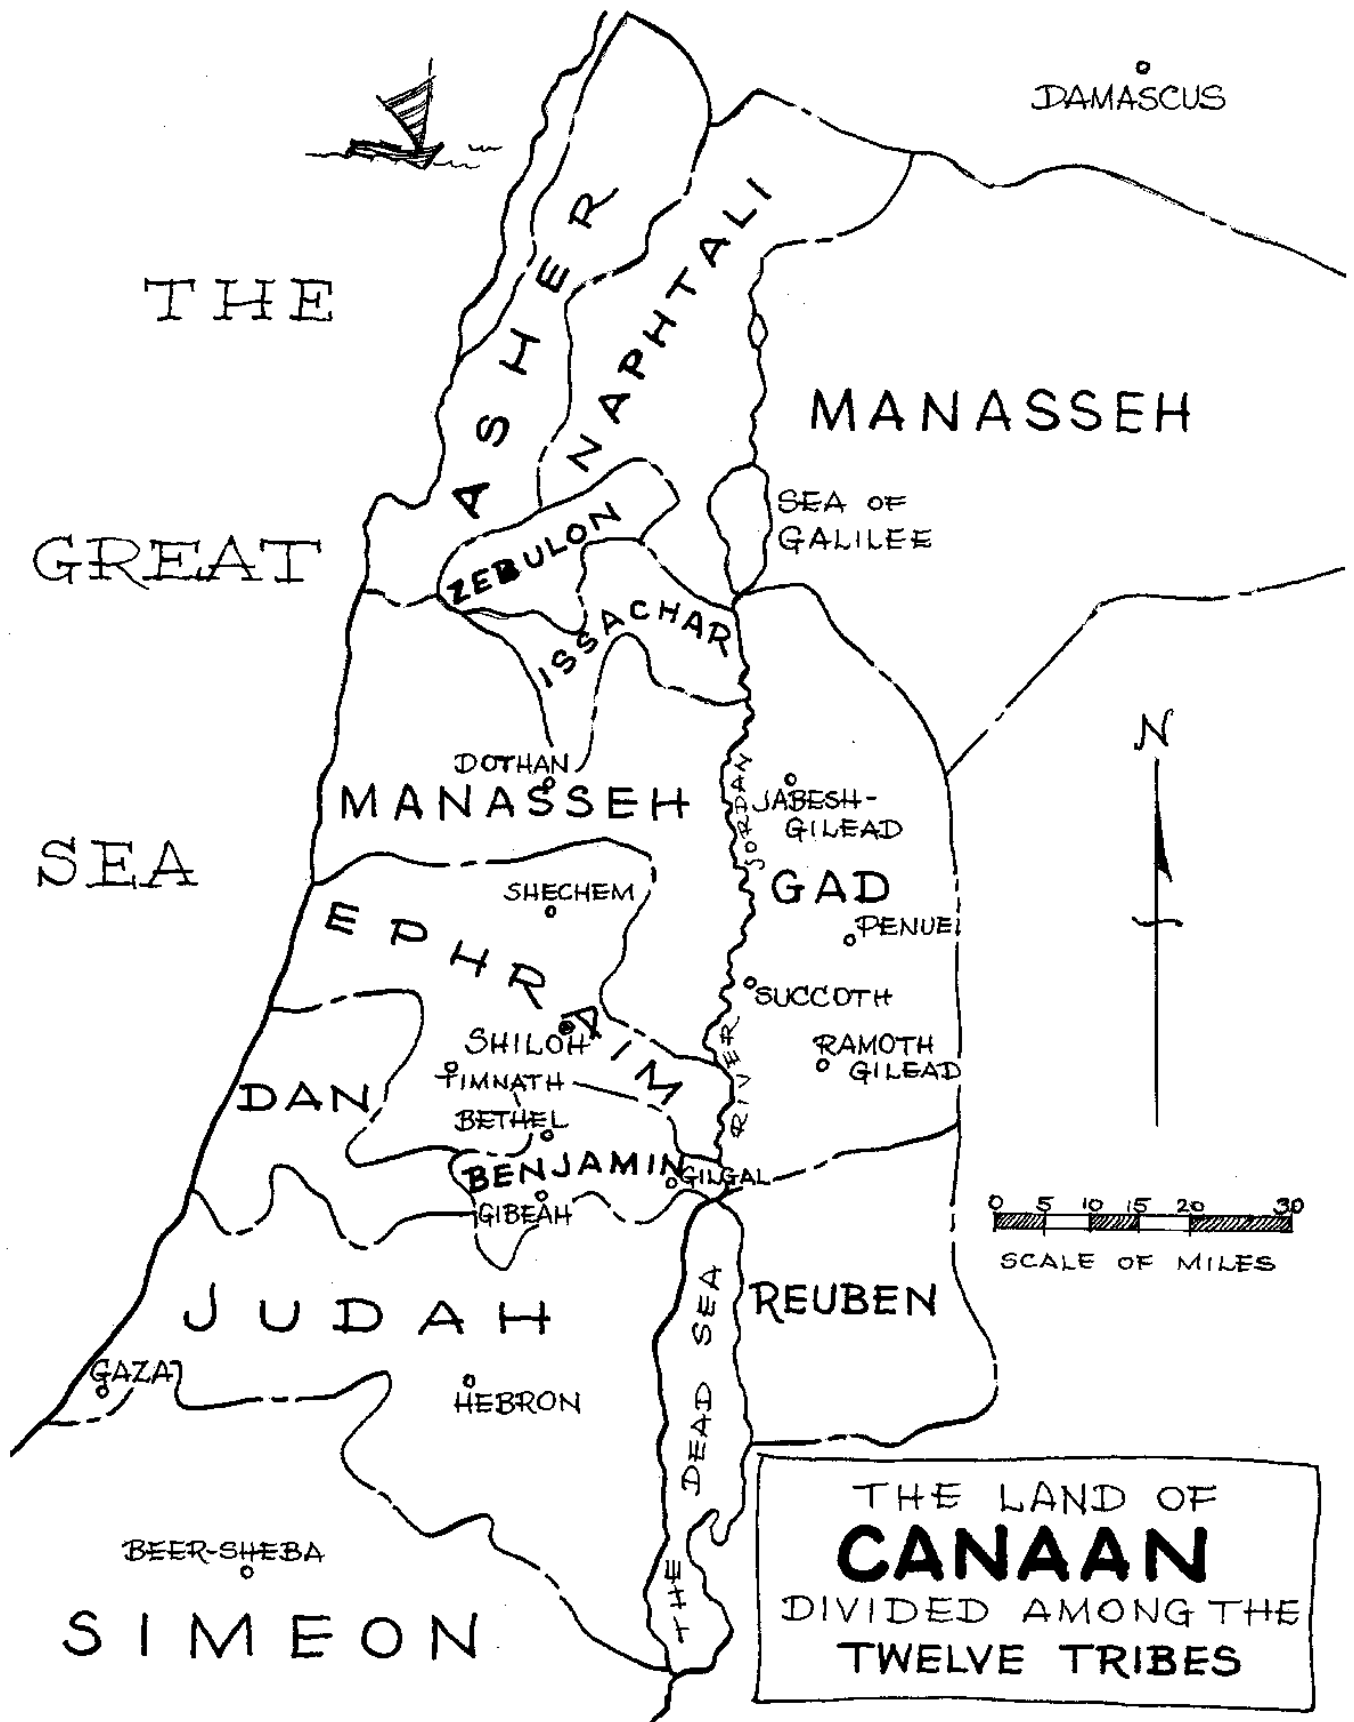 DAMASCUS
ASHER
NAPHTALI
THE
GREAT
SEA
MANASSEH
SEA OF
GALILEE
ZEBULON
ISSACHAR
DOTHAN
MANASSEH
JORDAN
RIVER
JABESH-
GILEAD
GAD
SHECHEM
EPHRAIM
PENUEL
SUCCOTH
SHILOH
RAMOTH
GILEAD
TIMNATH
DAN
BETHEL
BENJAMIN
GILGAL
GIBEAH
N
0 5 10 15 20 30
SCALE OF MILES
JUDAH
REUBEN
GAZA
HEBRON
THE DEAD SEA
BEER-SHEBA
SIMEON
THE LAND OF
CANAAN
DIVIDED AMONG THE
TWELVE TRIBES